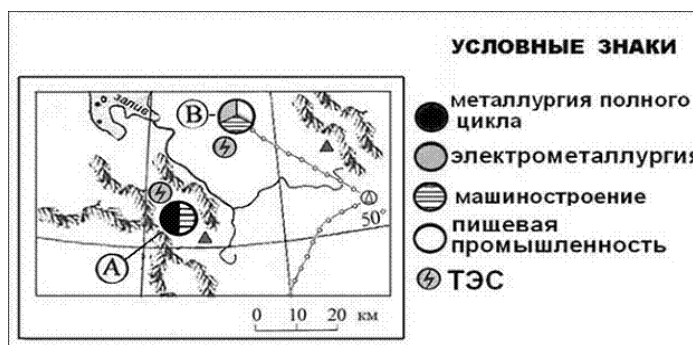 УСЛОВНЫЕ ЗНАКИ
металлургия полного
цикла
электрометаллургия
машиностроение
пищевая
промышленность
ТЭС
залив
В
А
50°
0 10 20 км